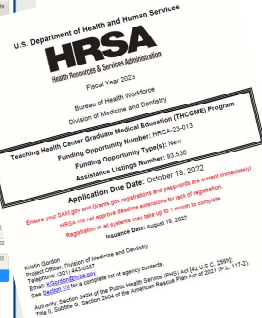 U.S. Department of Health and Human Services
HRSA
Health Resources & Services Administration
Fiscal Year 2023
Bureau of Health Workforce
Division of Medicine and Dentistry
Teaching Health Center Graduate Medical Education (THCGME) Program
Funding Opportunity Number: HRSA-23-013
Funding Opportunity Type(s): New
Assistance Listings Number: 93.530
Application Due Date: October 18, 2022
Ensure your SAM.gov and Grants.gov registrations and passwords are current immediately!
HRSA will not approve deadline extensions for lack of registration.
Registration in all systems may take up to 1 month to complete.
Issuance Date: August 19, 2022
Kristin Gordon
Project Officer, Division of Medicine and Dentistry
Telephone: (301) 443-0337
Email: KGordon@hrsa.gov
See Section VII for a complete list of agency contacts.
Authority: Section 340H of the Public Health Service (PHS) Act (42 U.S.C. 256h);
Title II, Subtitle G, Section 2604 of the American Rescue Plan Act of 2021 (P.L. 117-2).